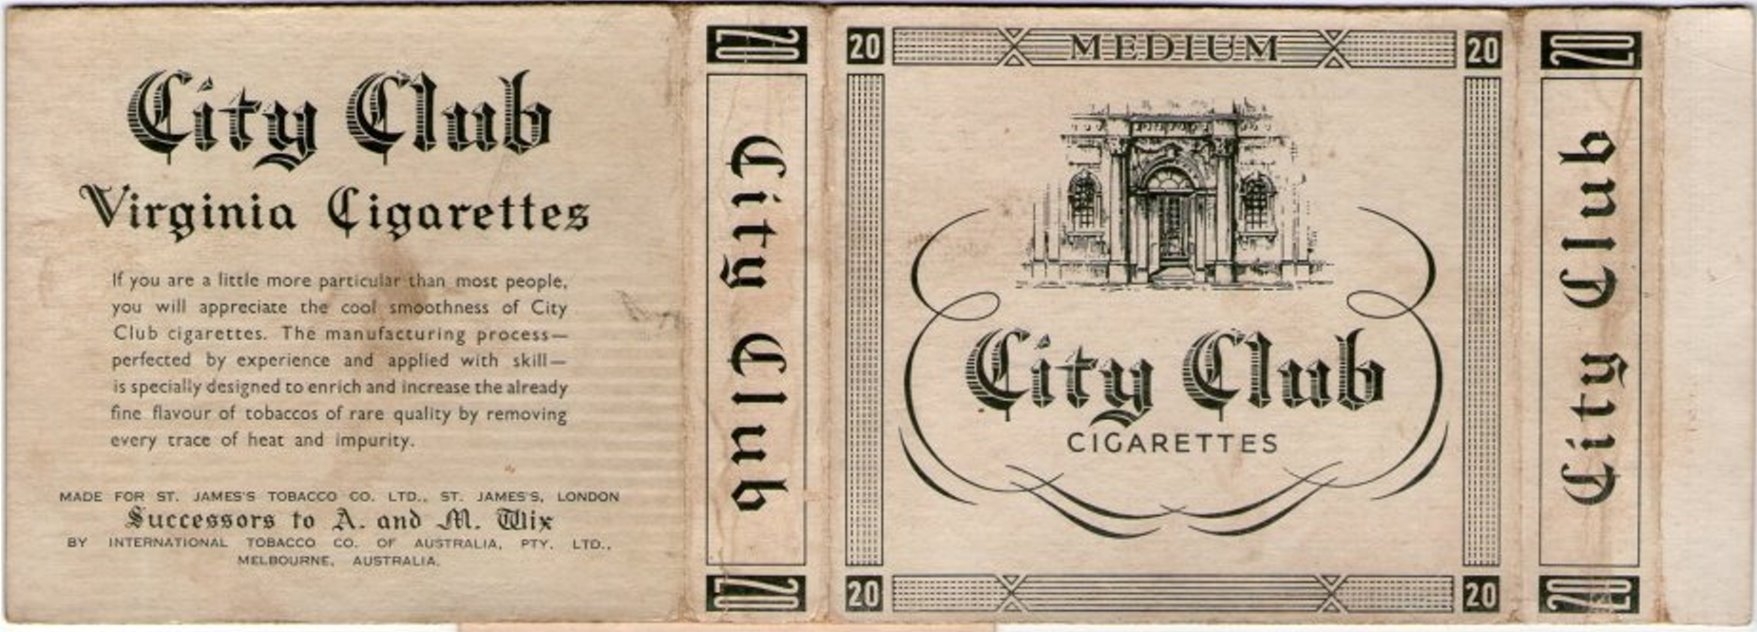 City Club
Virginia Cigarettes
If you are a little more particular than most people,
you will appreciate the cool smoothness of City
Club cigarettes. The manufacturing process—
perfected by experience and applied with skill—
is specially designed to enrich and increase the already
fine flavour of tobaccos of rare quality by removing
every trace of heat and impurity.
MADE FOR ST. JAMES'S TOBACCO CO. LTD., ST. JAMES'S, LONDON
Successors to A. and M. Wix
BY INTERNATIONAL TOBACCO CO. OF AUSTRALIA, PTY. LTD.,
MELBOURNE, AUSTRALIA.
20
City Club
20
20 MEDIUM 20
City Club
CIGARETTES
20 20
20
City Club
20